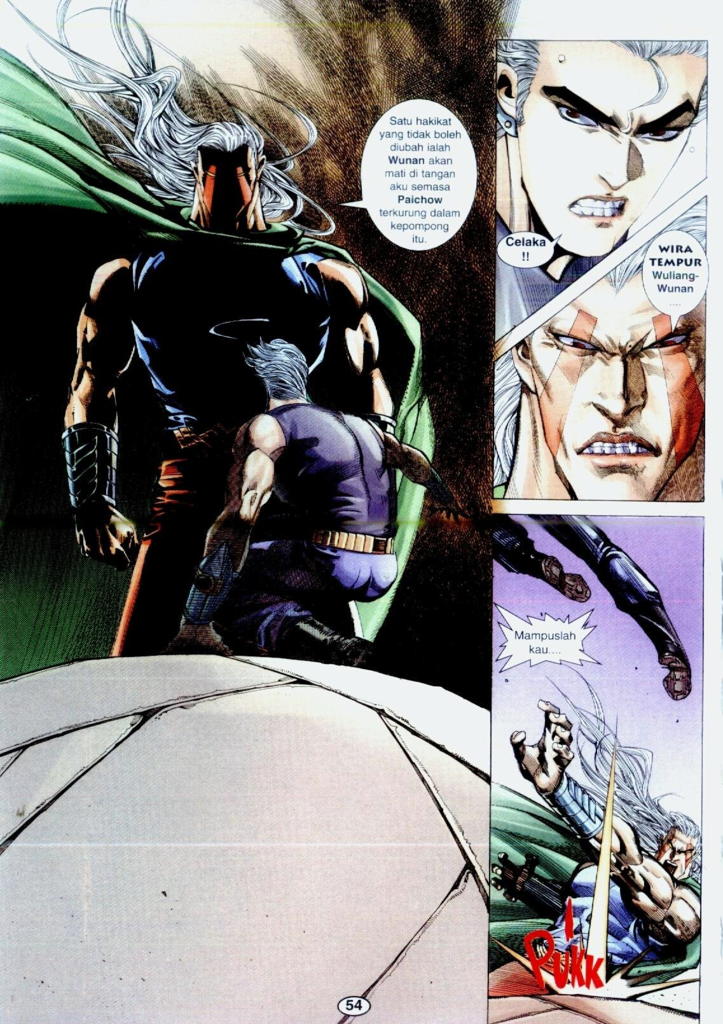 Satu hakikat
yang tidak boleh
diubah ialah
Wunan akan
mati di tangan
aku semasa
Paichow
terkurung dalam
kepompong
itu.
Celaka
!!
WIRA
TEMPUR
Wuliang-
Wunan
....
Mampuslah
kau....
PUKK
!
54